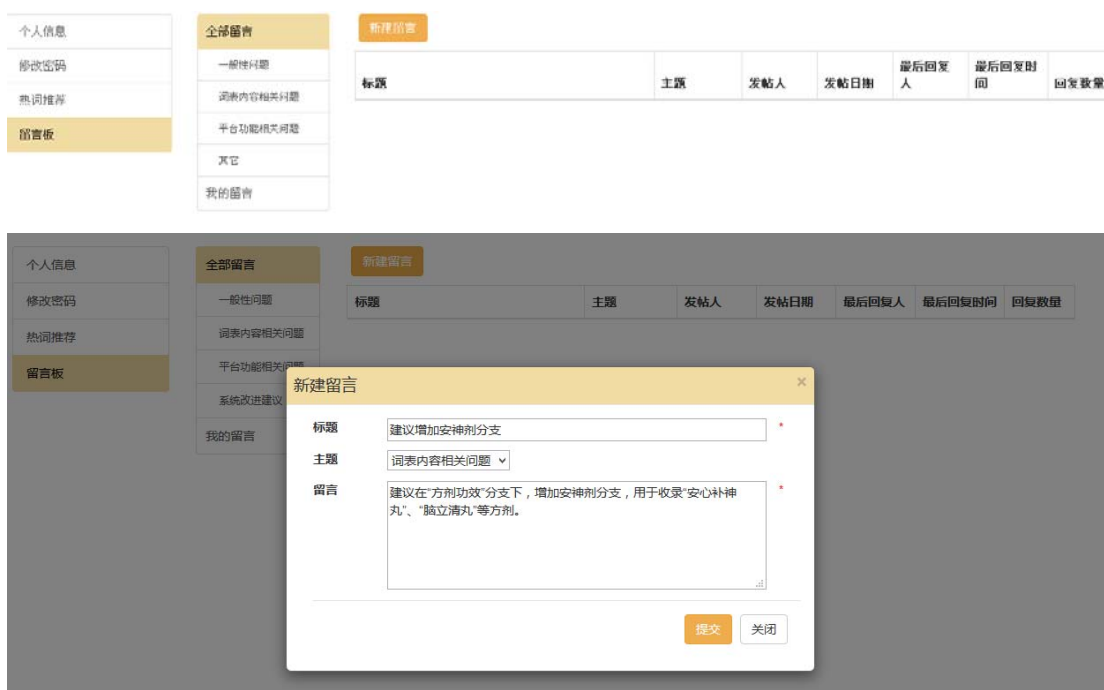 个人信息
修改密码
热词推荐
留言板
全部留言
一般性问题
词表内容相关问题
平台功能相关问题
其它
我的留言
新建留言
标题 主题 发帖人 发帖日期 最后回复人 最后回复时间 回复数量
个人信息
修改密码
热词推荐
留言板
全部留言
一般性问题
词表内容相关问题
平台功能相关问题
系统改进建议
我的留言
新建留言
标题 主题 发帖人 发帖日期 最后回复人 最后回复时间 回复数量
新建留言 ×
标题 建议增加安神剂分支 *
主题 词表内容相关问题
留言 建议在“方剂功效”分支下，增加安神剂分支，用于收录“安心补神 *
丸”、“脑立清丸”等方剂。
提交 关闭